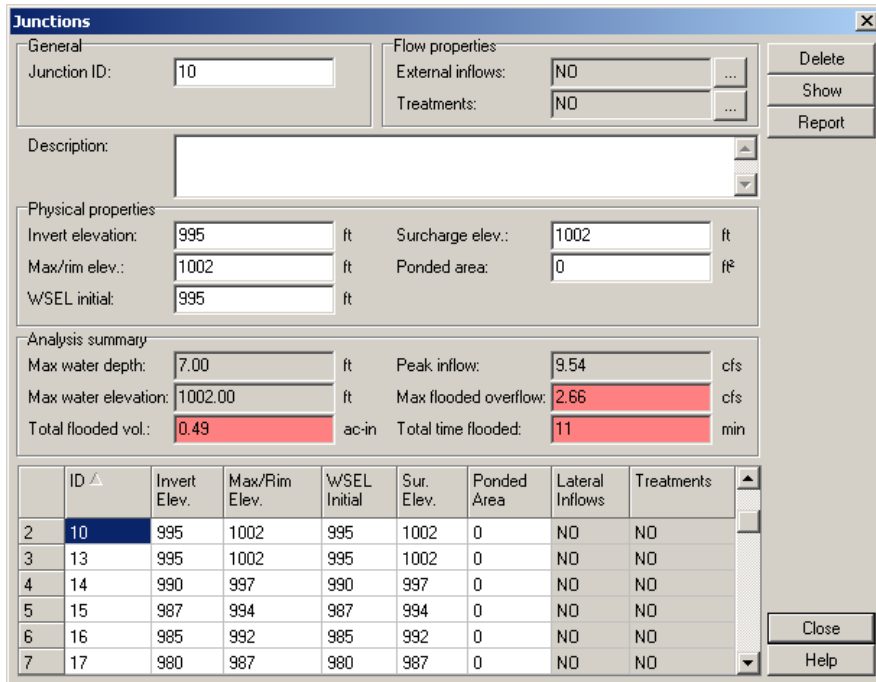 Junctions
General
Junction ID: 10
Flow properties
External inflows: NO ...
Treatments: NO ...
Delete
Show
Report
Description:
Physical properties
Invert elevation: 995 ft Surcharge elev.: 1002 ft
Max/rim elev.: 1002 ft Ponded area: 0 ft²
WSEL initial: 995 ft
Analysis summary
Max water depth: 7.00 ft Peak inflow: 9.54 cfs
Max water elevation: 1002.00 ft Max flooded overflow: 2.66 cfs
Total flooded vol.: 0.49 ac-in Total time flooded: 11 min
ID Invert Elev. Max/Rim Elev. WSEL Initial Sur. Elev. Ponded Area Lateral Inflows Treatments
2 10 995 1002 995 1002 0 NO NO
3 13 995 1002 995 1002 0 NO NO
4 14 990 997 990 997 0 NO NO
5 15 987 994 987 994 0 NO NO
6 16 985 992 985 992 0 NO NO
7 17 980 987 980 987 0 NO NO
Close
Help